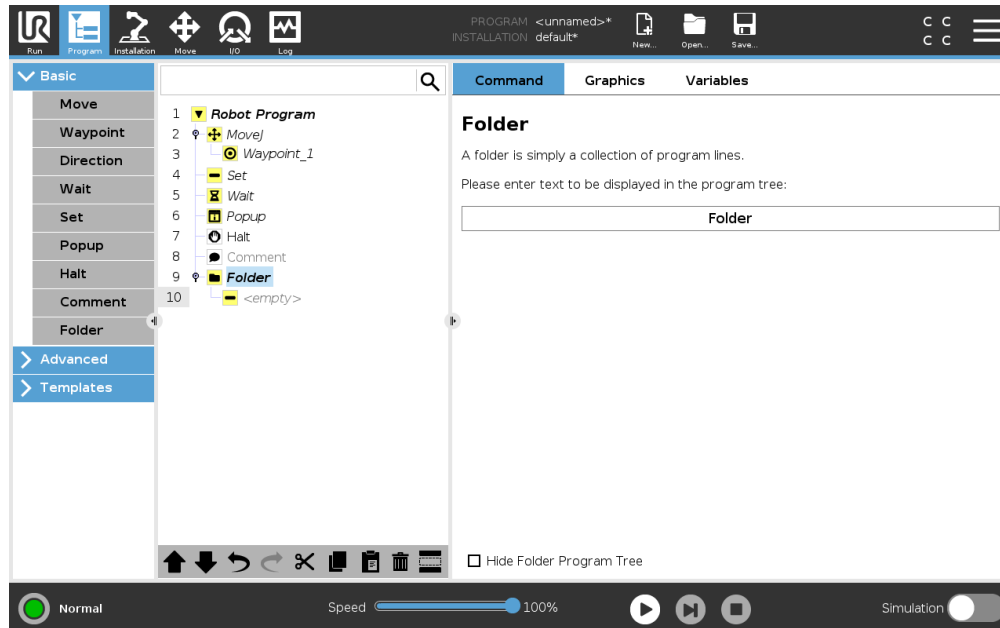 PROGRAM <unnamed>*
INSTALLATION default*
Run Program Installation Move I/O Log New... Open... Save...
C C
C C
Basic
Move
Waypoint
Direction
Wait
Set
Popup
Halt
Comment
Folder
Advanced
Templates
1 Robot Program
2 MoveJ
3 Waypoint_1
4 Set
5 Wait
6 Popup
7 Halt
8 Comment
9 Folder
10 <empty>
Command Graphics Variables
Folder
A folder is simply a collection of program lines.
Please enter text to be displayed in the program tree:
Folder
Hide Folder Program Tree
Normal Speed 100% Simulation